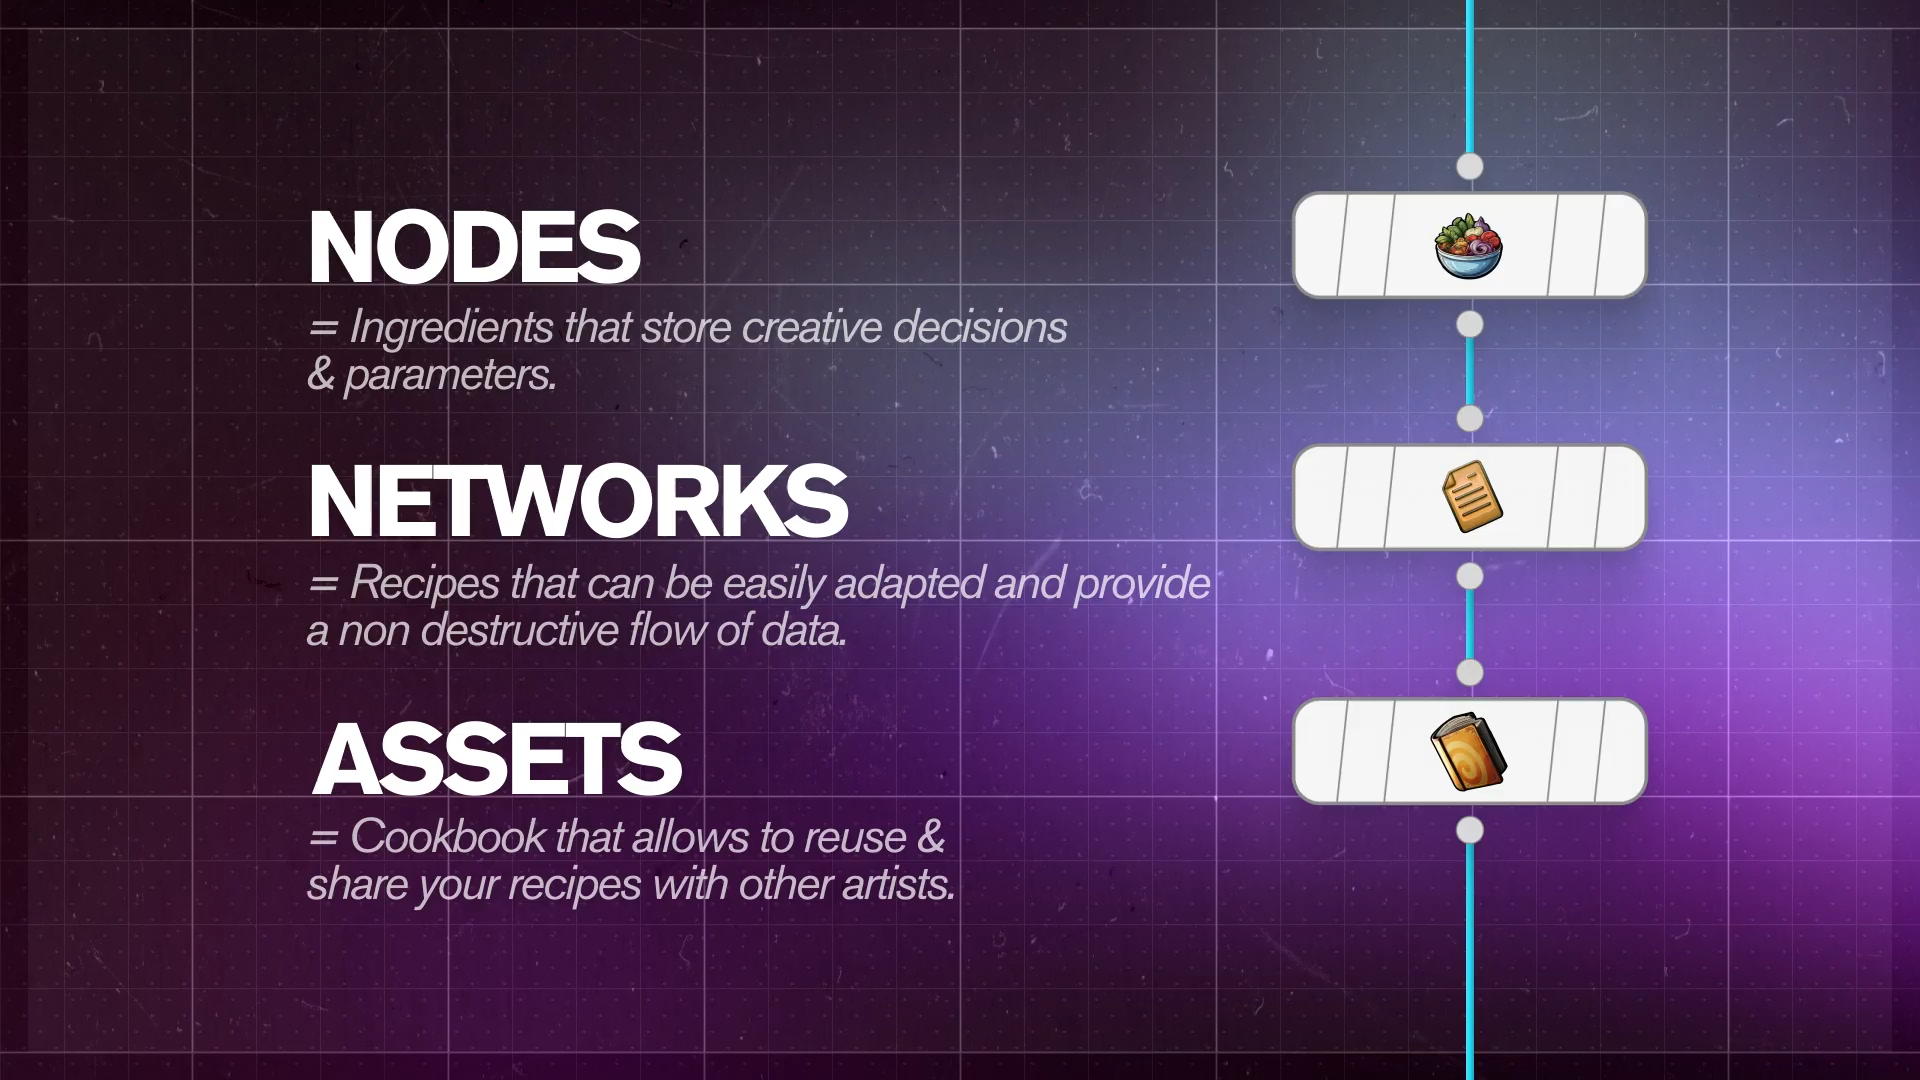 NODES
= Ingredients that store creative decisions
& parameters.
NETWORKS
= Recipes that can be easily adapted and provide
a non destructive flow of data.
ASSETS
= Cookbook that allows to reuse &
share your recipes with other artists.